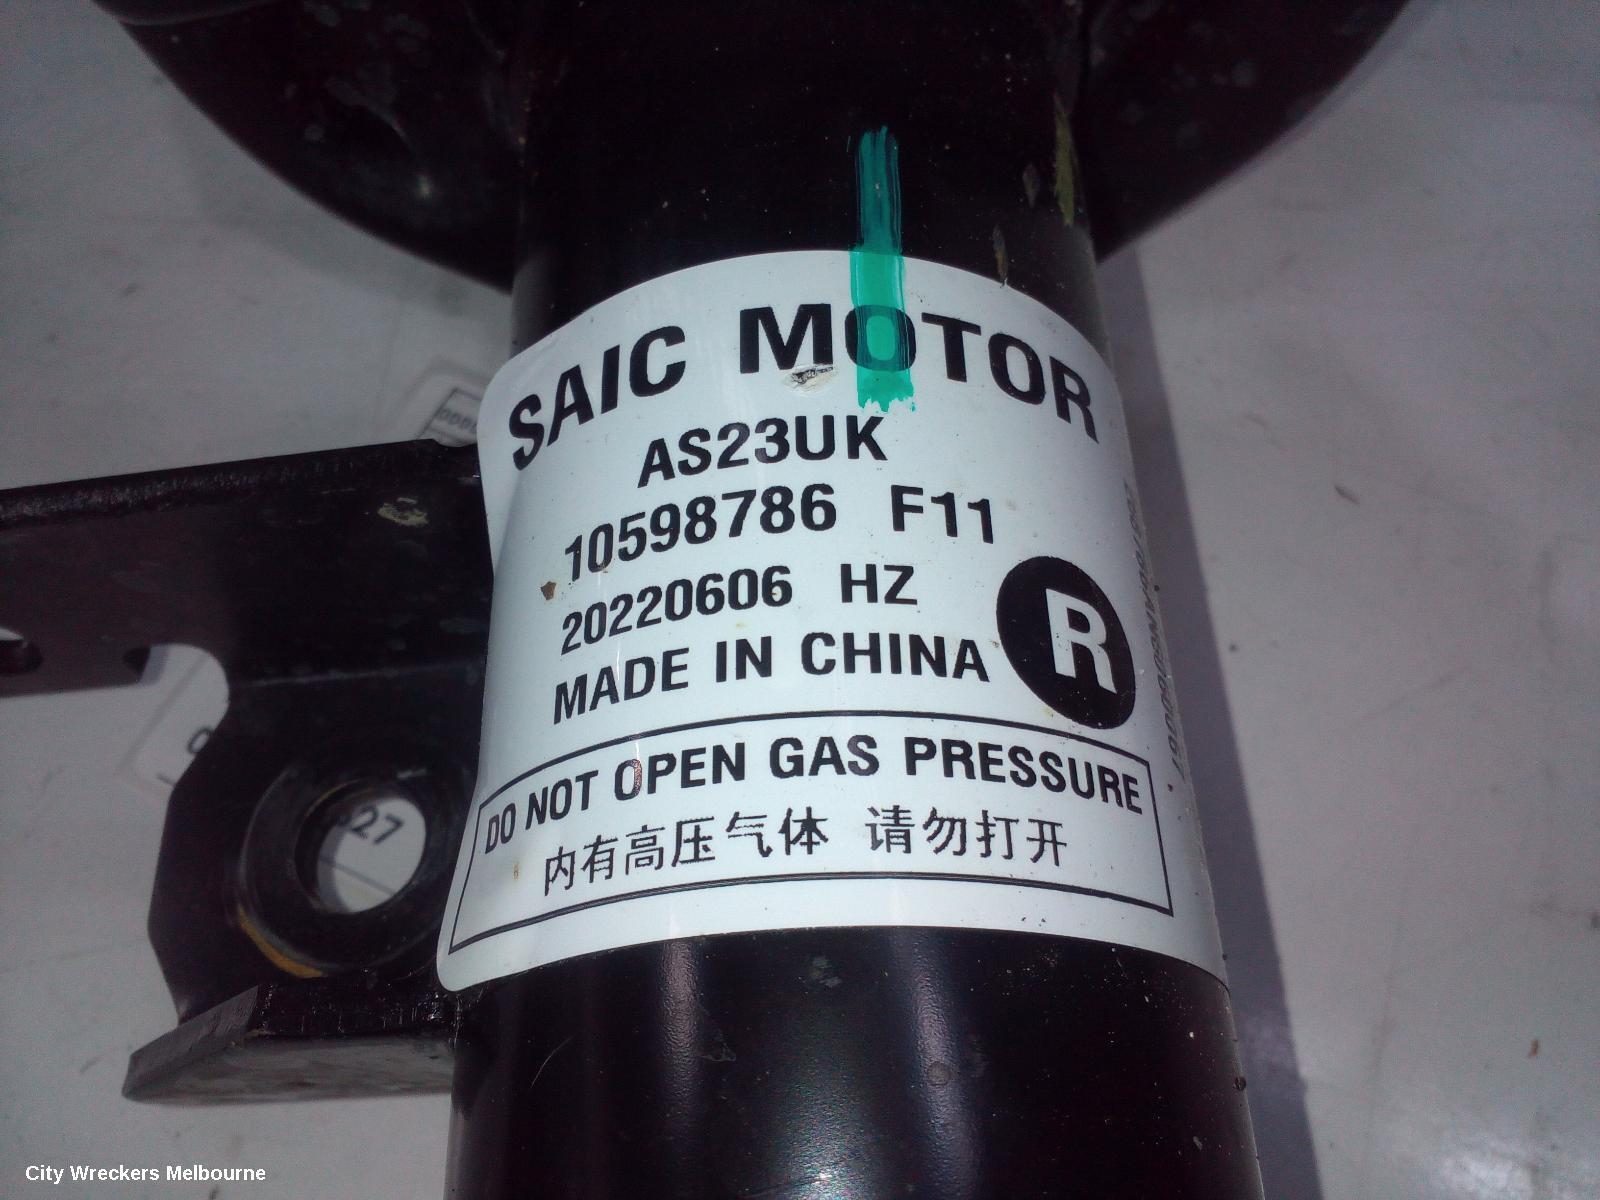 SAIC MOTOR
AS23UK
10598786 F11
20220606 HZ
MADE IN CHINA
R
DO NOT OPEN GAS PRESSURE
内有高压气体 请勿打开
327
City Wreckers Melbourne